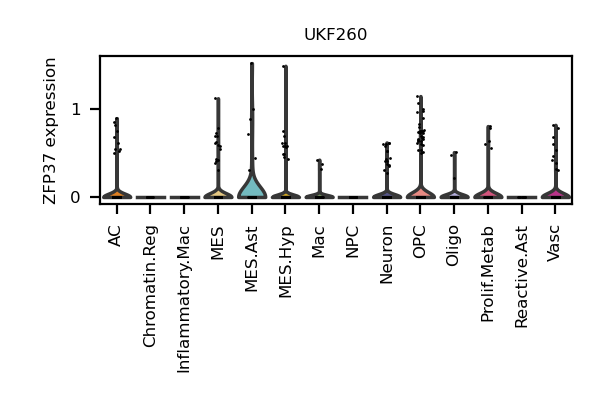 UKF260
ZFP37 expression
1
0
AC
Chromatin.Reg
Inflammatory.Mac
MES
MES.Ast
MES.Hyp
Mac
NPC
Neuron
OPC
Oligo
Prolif.Metab
Reactive.Ast
Vasc